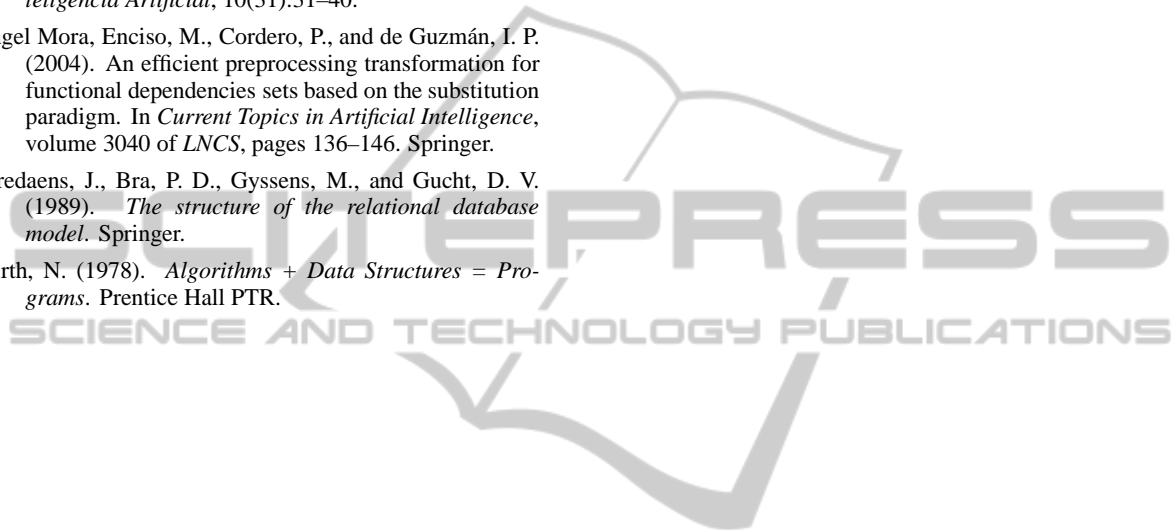 teligencia Artificial, 10(31):31–40.
ngel Mora, Enciso, M., Cordero, P., and de Guzmán, I. P.
(2004). An efficient preprocessing transformation for
functional dependencies sets based on the substitution
paradigm. In Current Topics in Artificial Intelligence,
volume 3040 of LNCS, pages 136–146. Springer.
redaens, J., Bra, P. D., Gyssens, M., and Gucht, D. V.
(1989). The structure of the relational database
model. Springer.
rth, N. (1978). Algorithms + Data Structures = Pro-
grams. Prentice Hall PTR.
SCITEPRESS
SCIENCE AND TECHNOLOGY PUBLICATIONS